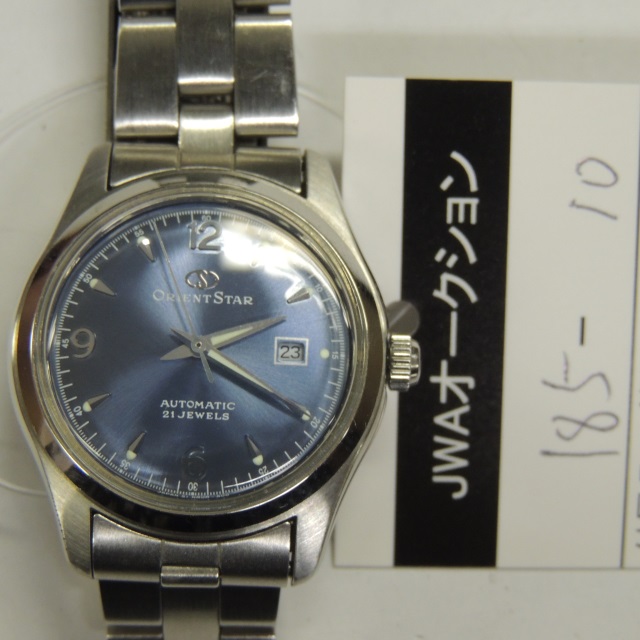 12
ORIENT STAR
9
23
AUTOMATIC
21 JEWELS
6
JWAオークション
185-10